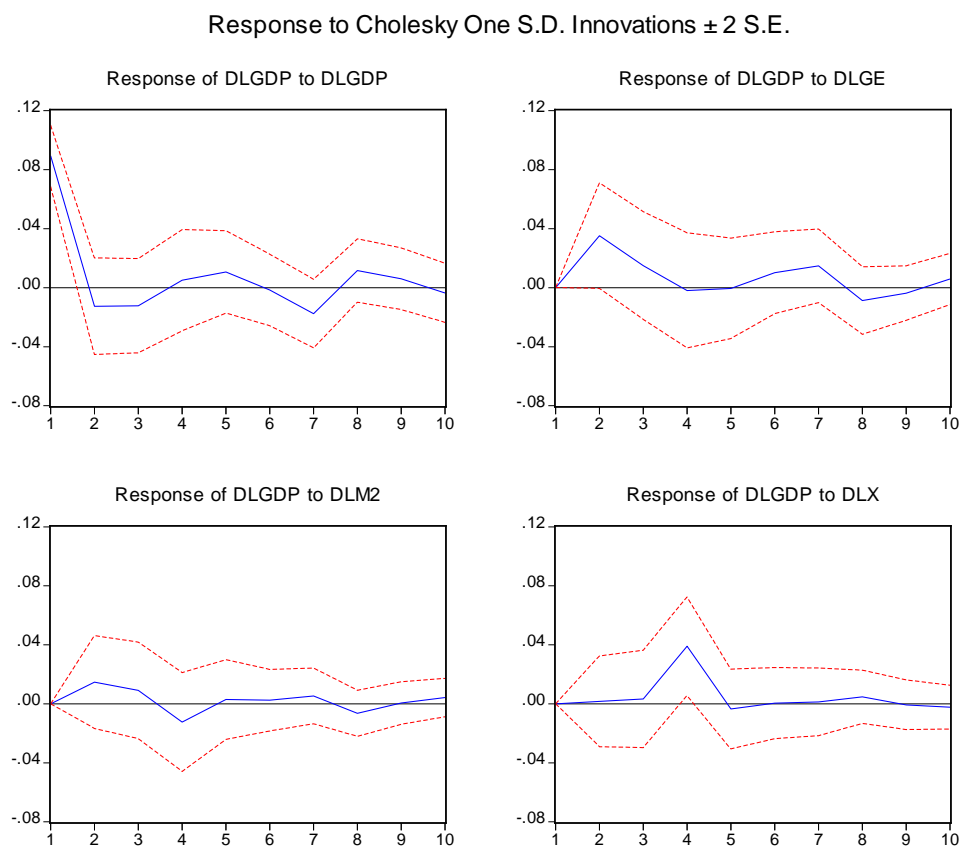 Response to Cholesky One S.D. Innovations ± 2 S.E.
Response of DLGDP to DLGDP
.12
.08
.04
.00
-.04
-.08
1 2 3 4 5 6 7 8 9 10
Response of DLGDP to DLGE
.12
.08
.04
.00
-.04
-.08
1 2 3 4 5 6 7 8 9 10
Response of DLGDP to DLM2
.12
.08
.04
.00
-.04
-.08
1 2 3 4 5 6 7 8 9 10
Response of DLGDP to DLX
.12
.08
.04
.00
-.04
-.08
1 2 3 4 5 6 7 8 9 10